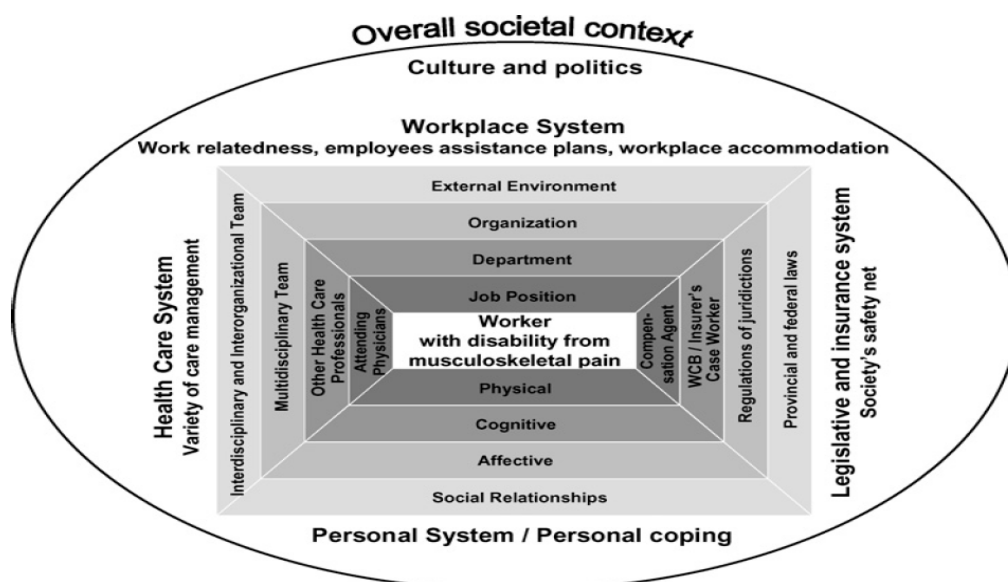 Overall societal context
Culture and politics
Workplace System
Work relatedness, employees assistance plans, workplace accommodation
External Environment
Organization
Department
Job Position
Health Care System
Variety of care management
Interdisciplinary and Interorganizational Team
Multidisciplinary Team
Other Health Care
Professionals
Attending
Physicians
Worker
with disability from
musculoskeletal pain
Compen-
sation Agent
WCB / Insurer's
Case Worker
Regulations of juridictions
Provincial and federal laws
Legislative and insurance system
Society's safety net
Physical
Cognitive
Affective
Social Relationships
Personal System / Personal coping